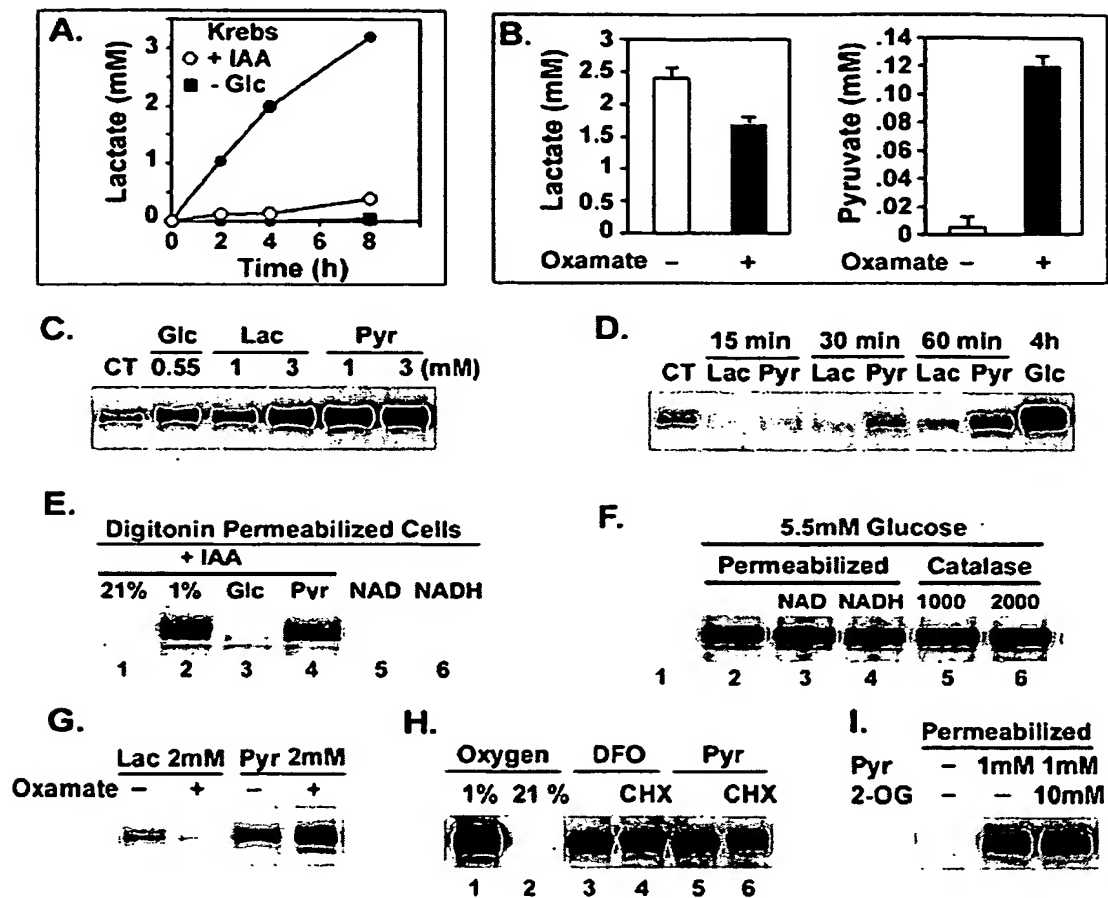 A.
Krebs
+ IAA
- Glc
Lactate (mM)
3
2
1
0
0 2 4 6 8
Time (h)
B.
Lactate (mM)
3
2.5
2
1.5
1
.5
0
Oxamate – +
Pyruvate (mM)
.14
.12
.10
.08
.06
.04
.02
0
Oxamate – +
C.
Glc Lac Pyr
CT 0.55 1 3 1 3 (mM)
D.
15 min 30 min 60 min 4h
CT Lac Pyr Lac Pyr Lac Pyr Glc
E.
Digitonin Permeabilized Cells
+ IAA
21% 1% Glc Pyr NAD NADH
1 2 3 4 5 6
F.
5.5mM Glucose
Permeabilized Catalase
NAD NADH 1000 2000
1 2 3 4 5 6
G.
Lac 2mM Pyr 2mM
Oxamate – + – +
H.
Oxygen DFO Pyr
1% 21 % CHX CHX
1 2 3 4 5 6
I.
Permeabilized
Pyr – 1mM 1mM
2-OG – – 10mM